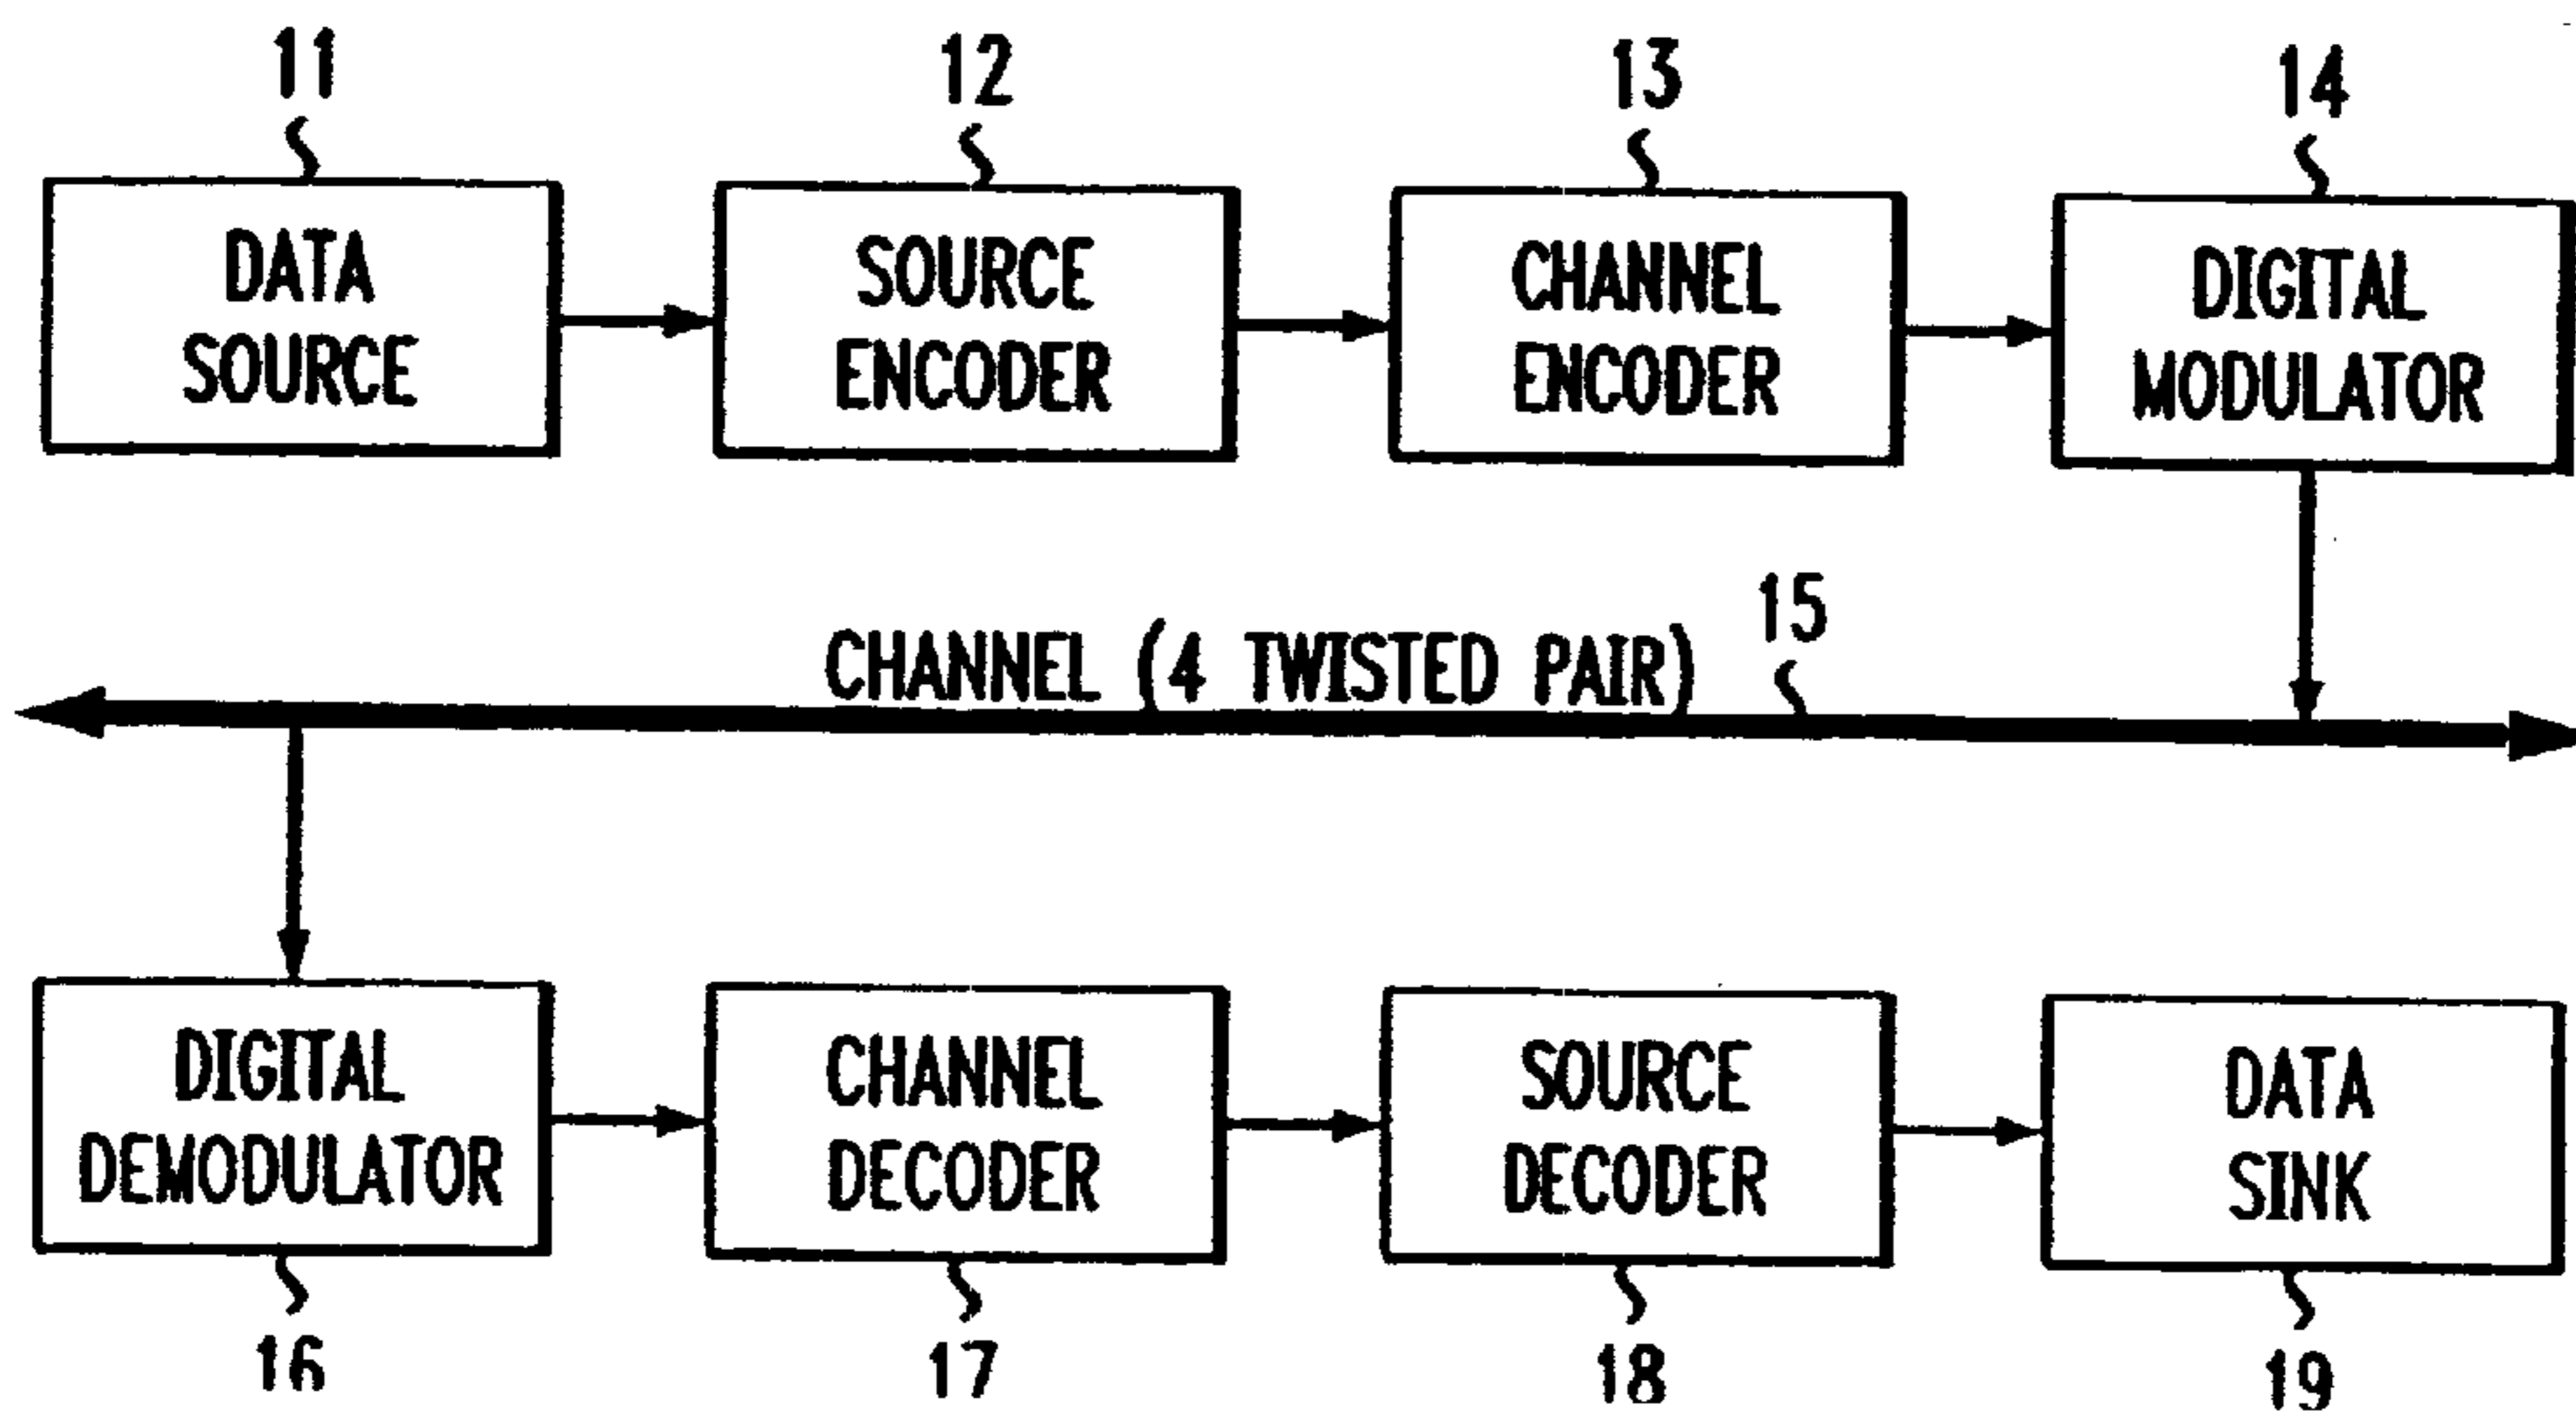 11
12
13
14
DATA
SOURCE
SOURCE
ENCODER
CHANNEL
ENCODER
DIGITAL
MODULATOR
CHANNEL (4 TWISTED PAIR)
15
DIGITAL
DEMODULATOR
CHANNEL
DECODER
SOURCE
DECODER
DATA
SINK
16
17
18
19